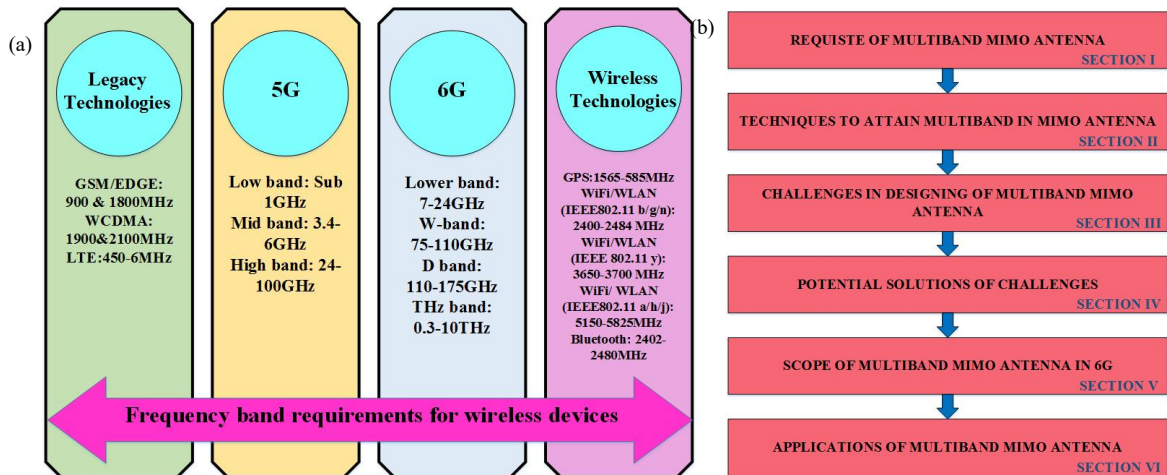 (a)
Legacy
Technologies
GSM/EDGE:
900 & 1800MHz
WCDMA:
1900&2100MHz
LTE:450-6MHz
5G
Low band: Sub
1GHz
Mid band: 3.4-
6GHz
High band: 24-
100GHz
6G
Lower band:
7-24GHz
W-band:
75-110GHz
D band:
110-175GHz
THz band:
0.3-10THz
Wireless
Technologies
GPS:1565-585MHz
WiFi/WLAN
(IEEE802.11 b/g/n):
2400-2484 MHz
WiFi/WLAN
(IEEE 802.11 y):
3650-3700 MHz
WiFi/ WLAN
(IEEE802.11 a/h/j):
5150-5825MHz
Bluetooth: 2402-
2480MHz
Frequency band requirements for wireless devices
(b)
REQUISTE OF MULTIBAND MIMO ANTENNA
SECTION I
TECHNIQUES TO ATTAIN MULTIBAND IN MIMO ANTENNA
SECTION II
CHALLENGES IN DESIGNING OF MULTIBAND MIMO
ANTENNA
SECTION III
POTENTIAL SOLUTIONS OF CHALLENGES
SECTION IV
SCOPE OF MULTIBAND MIMO ANTENNA IN 6G
SECTION V
APPLICATIONS OF MULTIBAND MIMO ANTENNA
SECTION VI